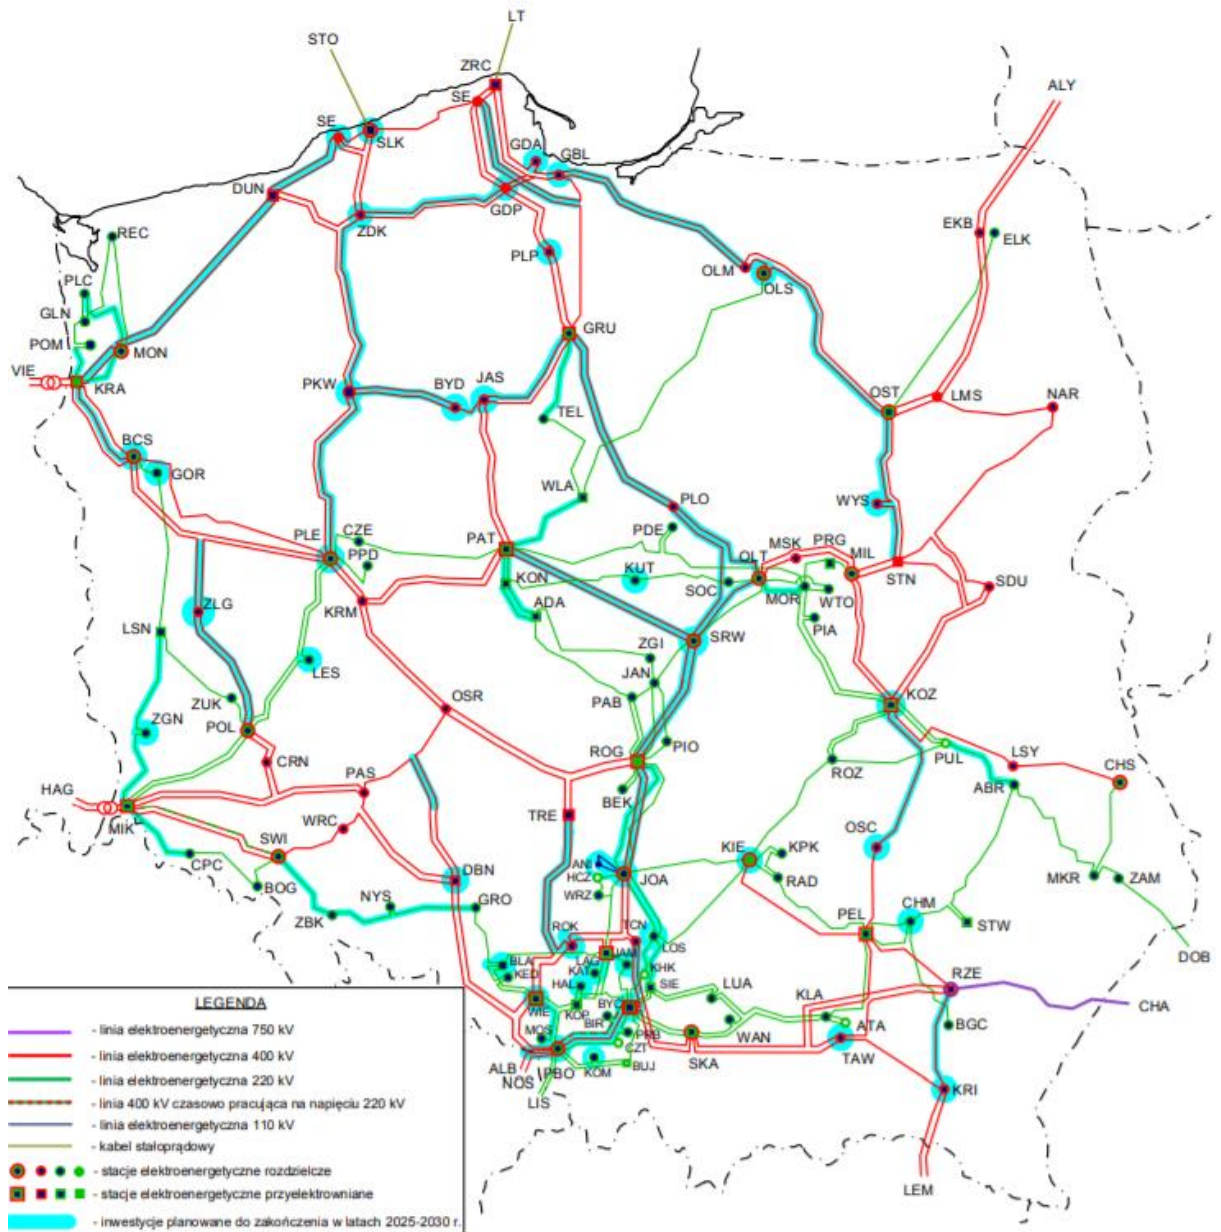 LT
STO
ZRC
SE
ALY
SE
SLK
GDA
GBL
DUN
GDP
ZDK
REC
EKB
ELK
PLP
OLM
OLS
PLC
GLN
POM
MON
GRU
VIE
KRA
PKW
BYD
JAS
TEL
OST
LMS
NAR
BCS
GOR
WLA
PLO
WYS
PLE
CZE
PPD
PAT
PDE
OLT
MSK
PRG
MIL
STN
KON
KUT
SOC
MOR
WTO
SDU
KRM
ADA
PIA
ZLG
LSN
SRW
ZGI
JAN
LES
ZUK
PAB
KOZ
OSR
ZGN
POL
PIO
ROG
PUL
LSY
CHS
CRN
ROZ
ABR
HAG
PAS
BEK
MIK
WRC
TRE
OSC
SWI
KIE
KPK
ANI
HCZ
JOA
CPC
BOG
DBN
WRZ
RAD
MKR
ZAM
NYS
GRO
ZBK
CHM
STW
PEL
ROK
TCN
LOS
DOB
BLA
LAG
JAM
KED
KAT
KHK
HAL
SIE
LUA
RZE
CHA
WIE
KOP
BYC
KLA
MOS
BIR
PRB
WAN
ATA
BGC
CZT
SKA
TAW
ALB
NOS
PBO
KOM
BUJ
LIS
KRI
LEM
LEGENDA
- linia elektroenergetyczna 750 kV
- linia elektroenergetyczna 400 kV
- linia elektroenergetyczna 220 kV
- linia 400 kV czasowo pracująca na napięciu 220 kV
- linia elektroenergetyczna 110 kV
- kabel stałoprądowy
- stacje elektroenergetyczne rozdzielcze
- stacje elektroenergetyczne przyelektrowniane
- inwestycje planowane do zakończenia w latach 2025-2030 r.